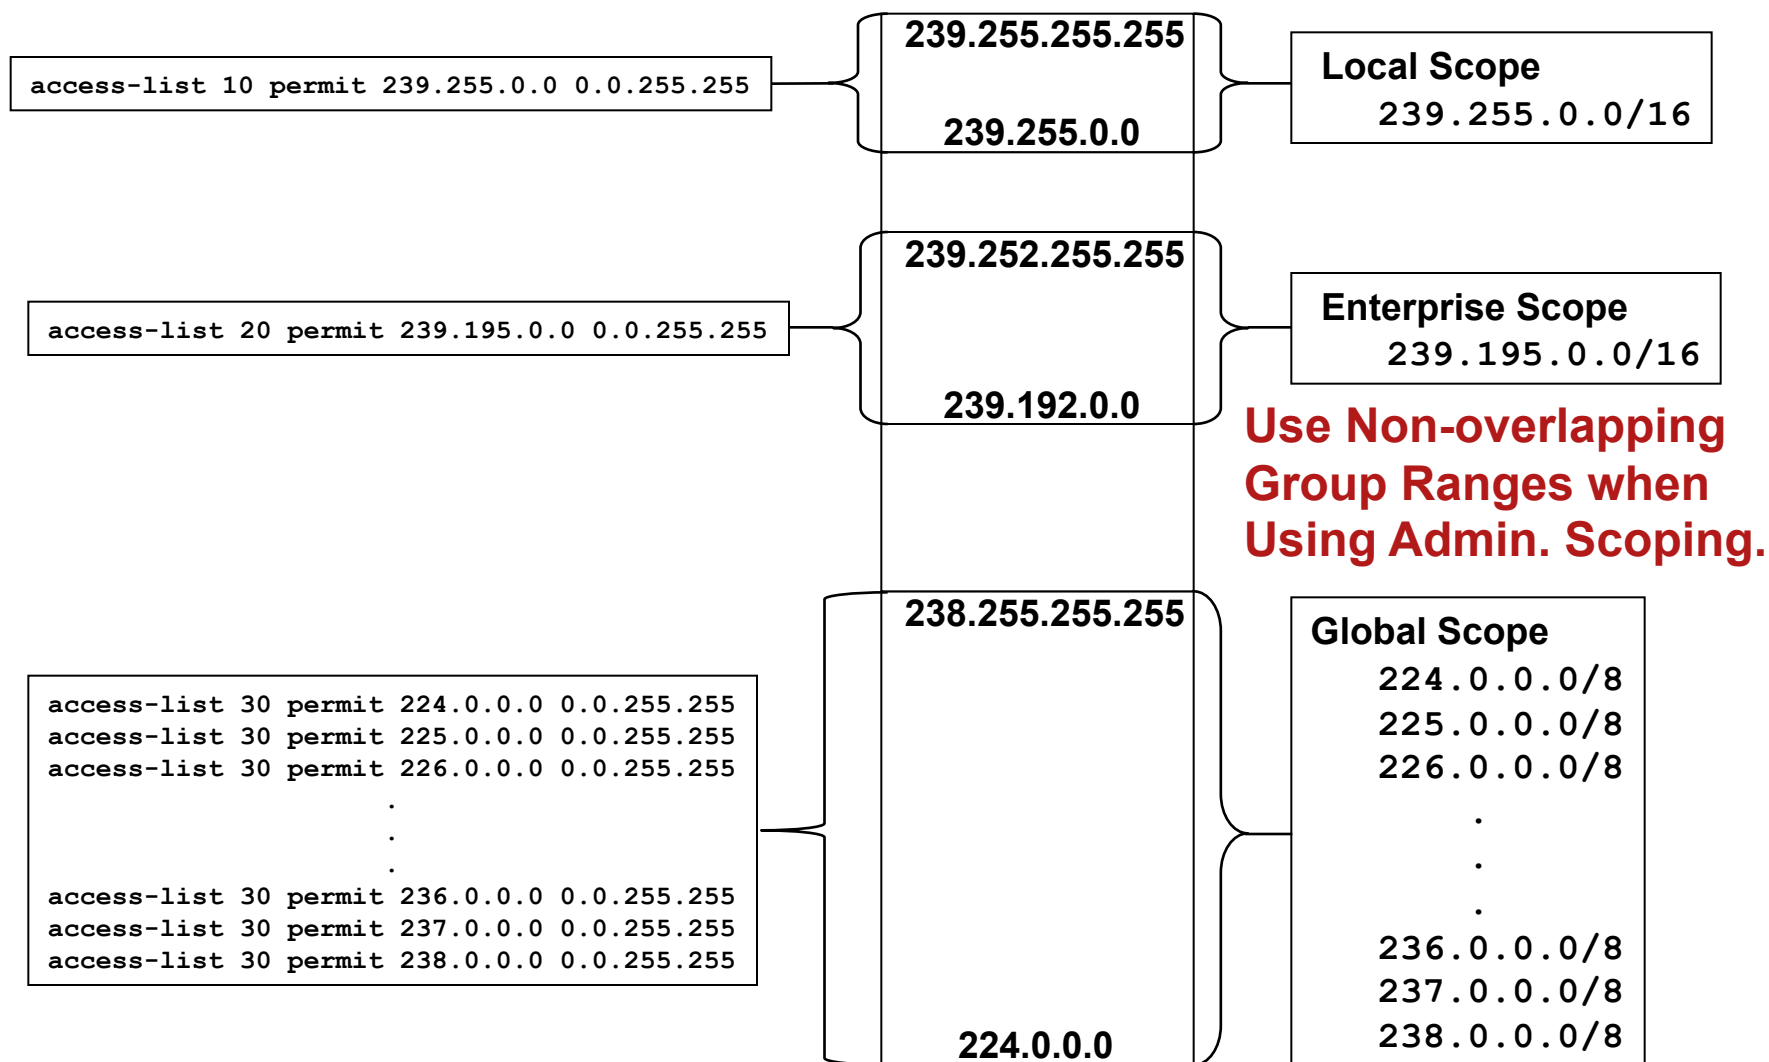 access-list 10 permit 239.255.0.0 0.0.255.255
239.255.255.255
239.255.0.0
Local Scope
239.255.0.0/16
access-list 20 permit 239.195.0.0 0.0.255.255
239.252.255.255
239.192.0.0
Enterprise Scope
239.195.0.0/16
Use Non-overlapping
Group Ranges when
Using Admin. Scoping.
access-list 30 permit 224.0.0.0 0.0.255.255
access-list 30 permit 225.0.0.0 0.0.255.255
access-list 30 permit 226.0.0.0 0.0.255.255
.
.
.
access-list 30 permit 236.0.0.0 0.0.255.255
access-list 30 permit 237.0.0.0 0.0.255.255
access-list 30 permit 238.0.0.0 0.0.255.255
238.255.255.255
224.0.0.0
Global Scope
224.0.0.0/8
225.0.0.0/8
226.0.0.0/8
.
.
.
236.0.0.0/8
237.0.0.0/8
238.0.0.0/8